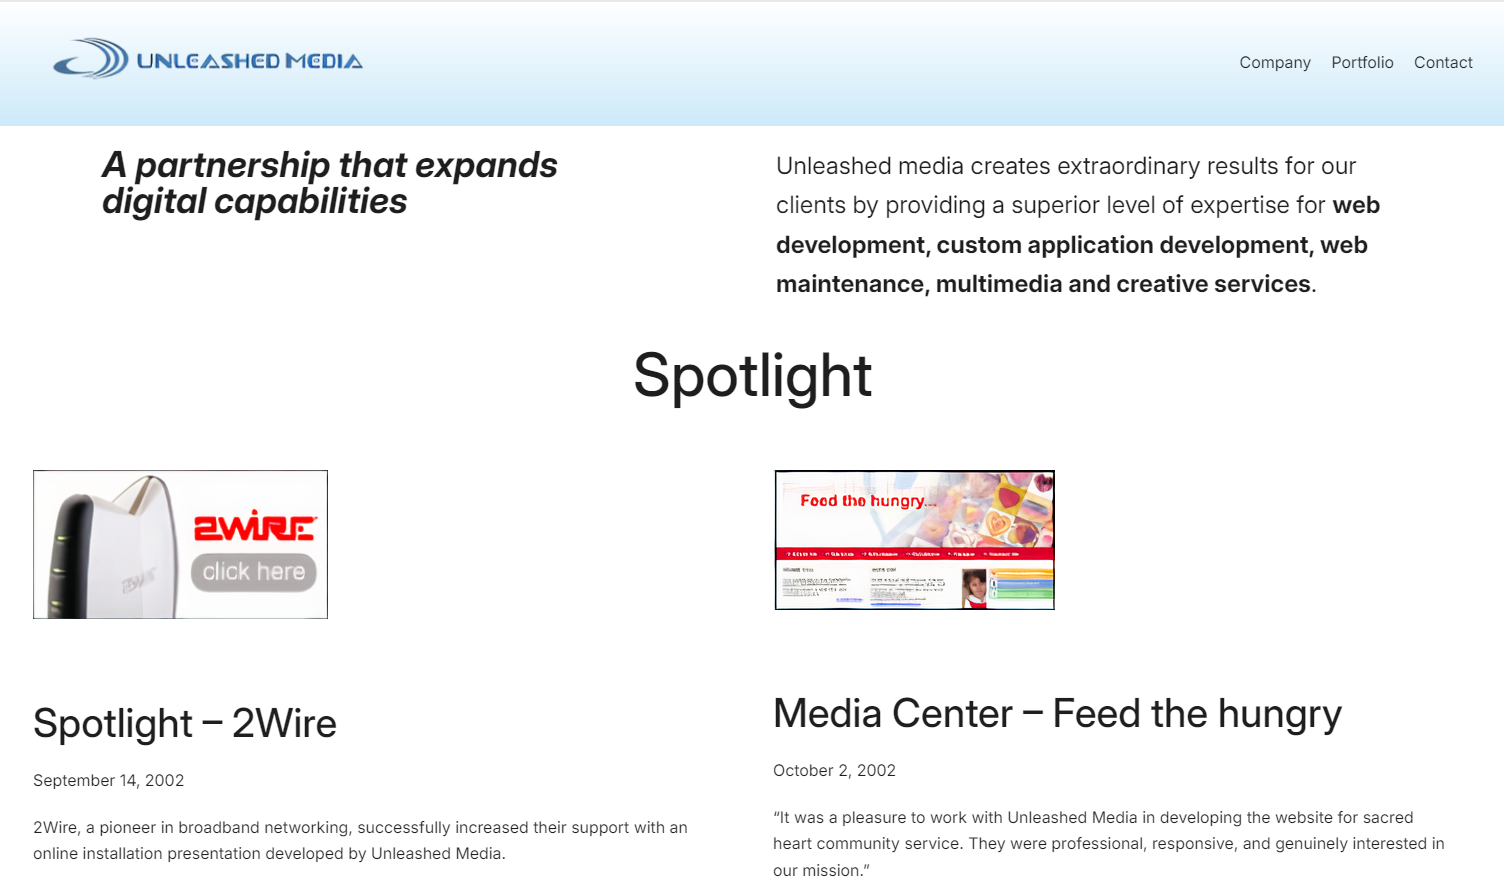 UNLEASHED MEDIA
Company Portfolio Contact
A partnership that expands
digital capabilities
Unleashed media creates extraordinary results for our
clients by providing a superior level of expertise for web
development, custom application development, web
maintenance, multimedia and creative services.
Spotlight
2WIRE
click here
Feed the hungry...
Spotlight – 2Wire
September 14, 2002
2Wire, a pioneer in broadband networking, successfully increased their support with an
online installation presentation developed by Unleashed Media.
Media Center – Feed the hungry
October 2, 2002
“It was a pleasure to work with Unleashed Media in developing the website for sacred
heart community service. They were professional, responsive, and genuinely interested in
our mission.”